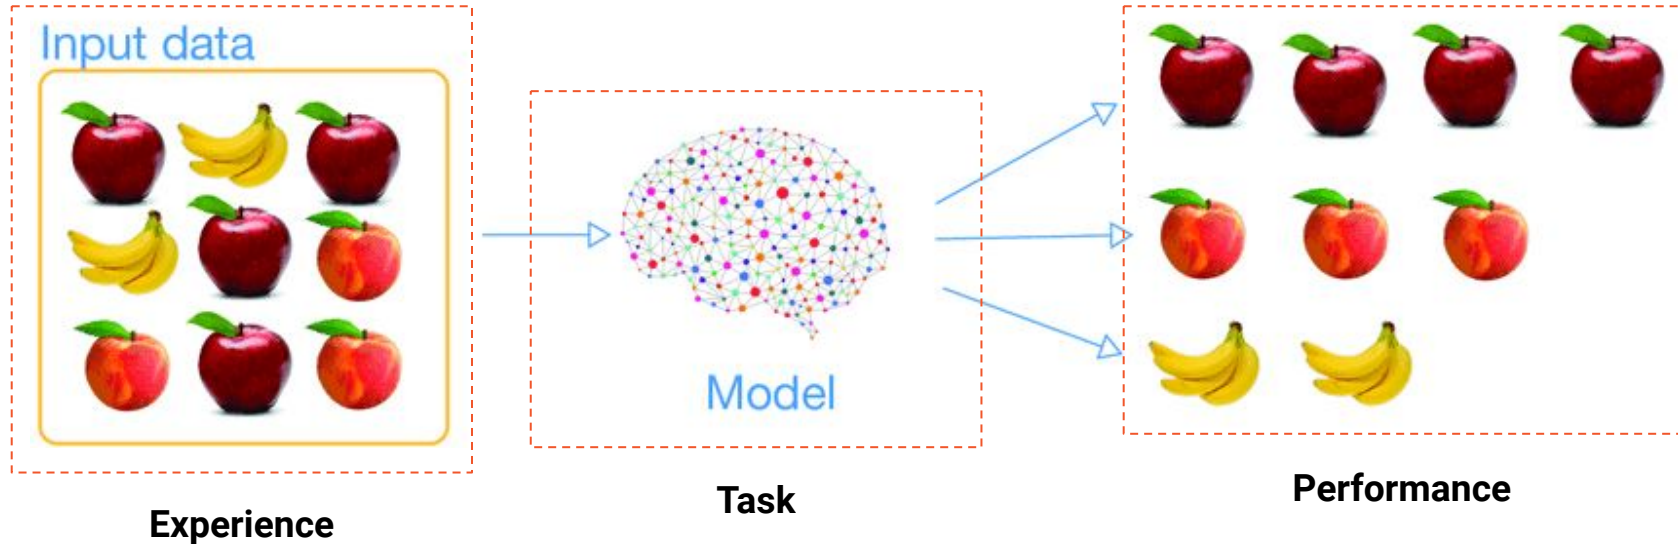 Input data
Experience
Model
Task
Performance